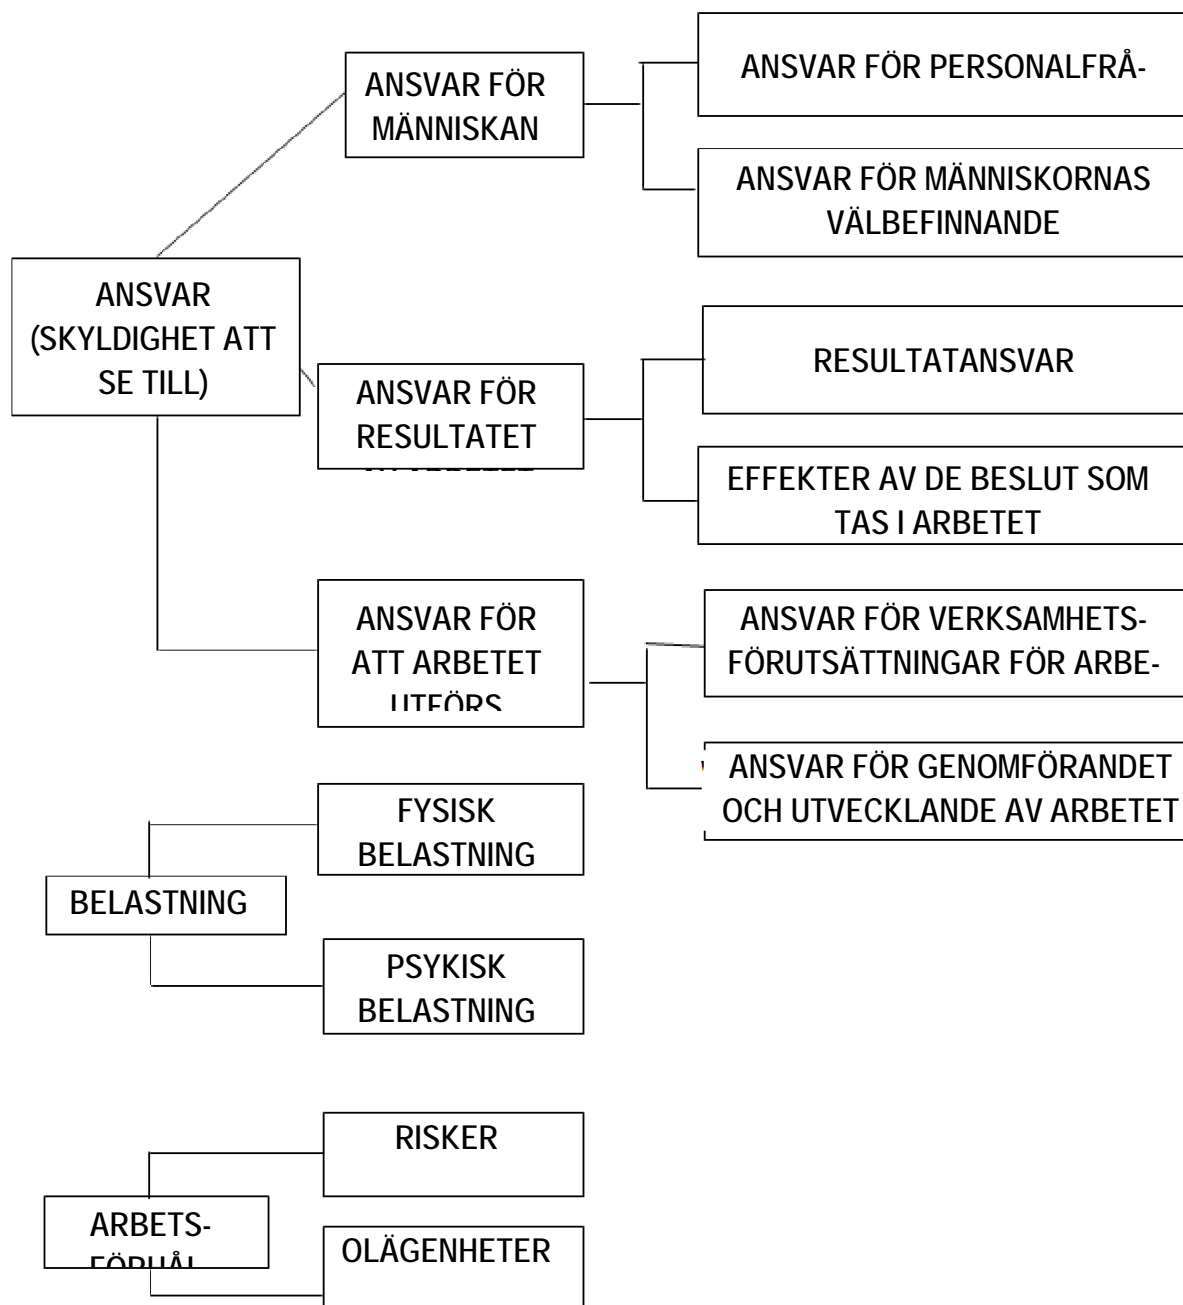 ANSVAR FÖR
MÄNNISKAN
ANSVAR FÖR PERSONALFRÅ-
ANSVAR FÖR MÄNNISKORNAS
VÄLBEFINNANDE
ANSVAR
(SKYLDIGHET ATT
SE TILL)
ANSVAR FÖR
RESULTATET
RESULTATANSVAR
EFFEKTER AV DE BESLUT SOM
TAS I ARBETET
ANSVAR FÖR
ATT ARBETET
UTFÖRS
ANSVAR FÖR VERKSAMHETS-
FÖRUTSÄTTNINGAR FÖR ARBE-
ANSVAR FÖR GENOMFÖRANDET
OCH UTVECKLANDE AV ARBETET
FYSISK
BELASTNING
BELASTNING
PSYKISK
BELASTNING
RISKER
ARBETS-
FÖRHÅL
OLÄGENHETER